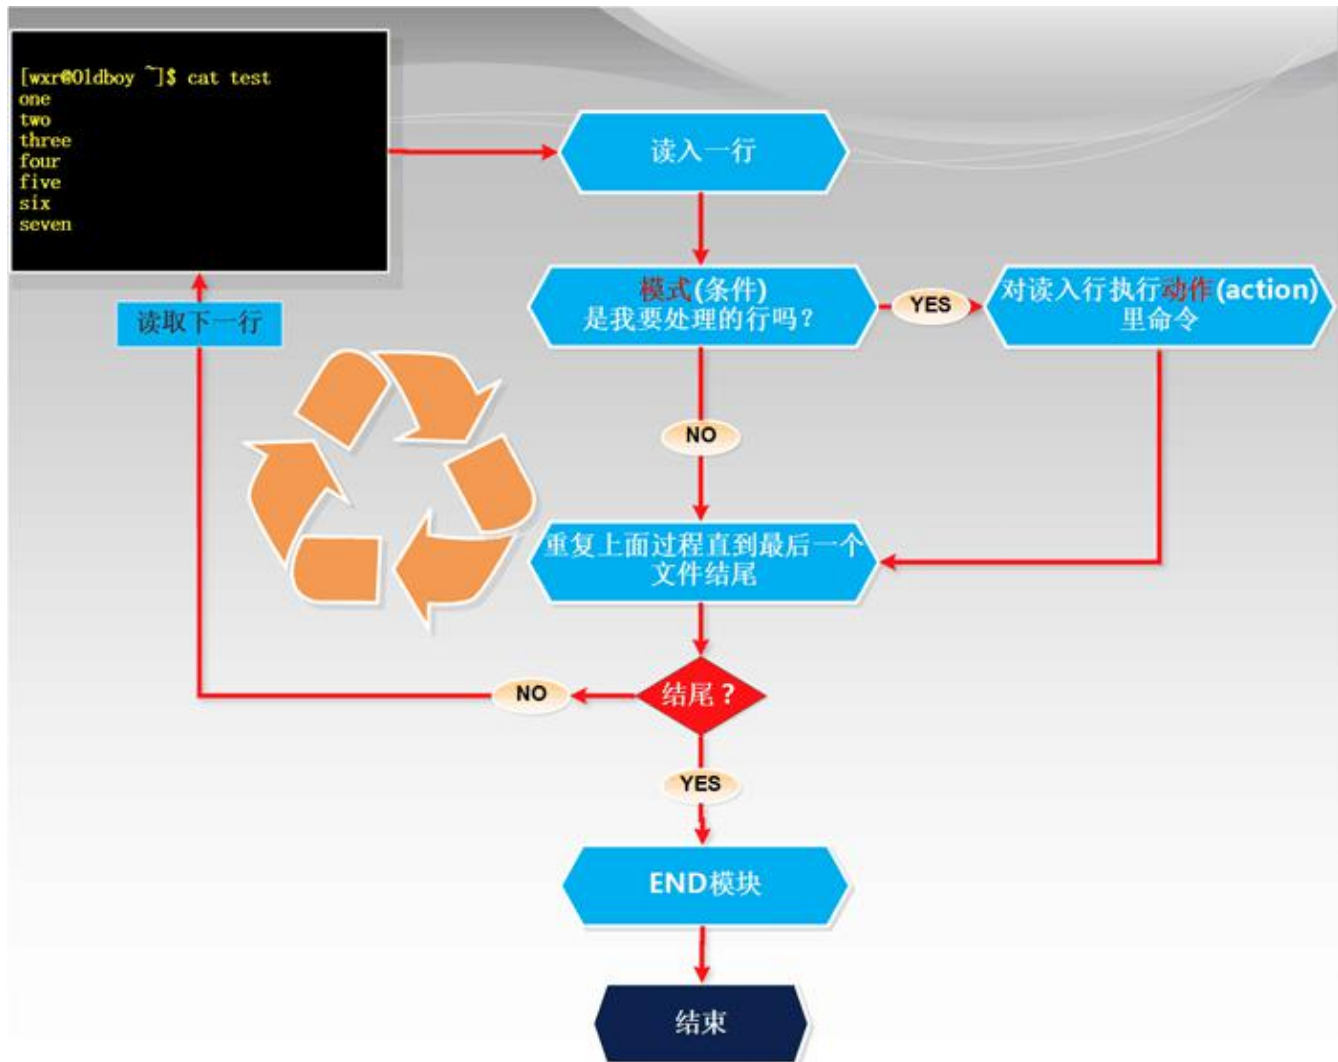 [wxr@Oldboy ~]$ cat test
one
two
three
four
five
six
seven
读入一行
模式(条件)
是我要处理的行吗？
YES
对读入行执行动作(action)
里命令
读取下一行
NO
重复上面过程直到最后一个
文件结尾
结尾？
NO
YES
END模块
结束